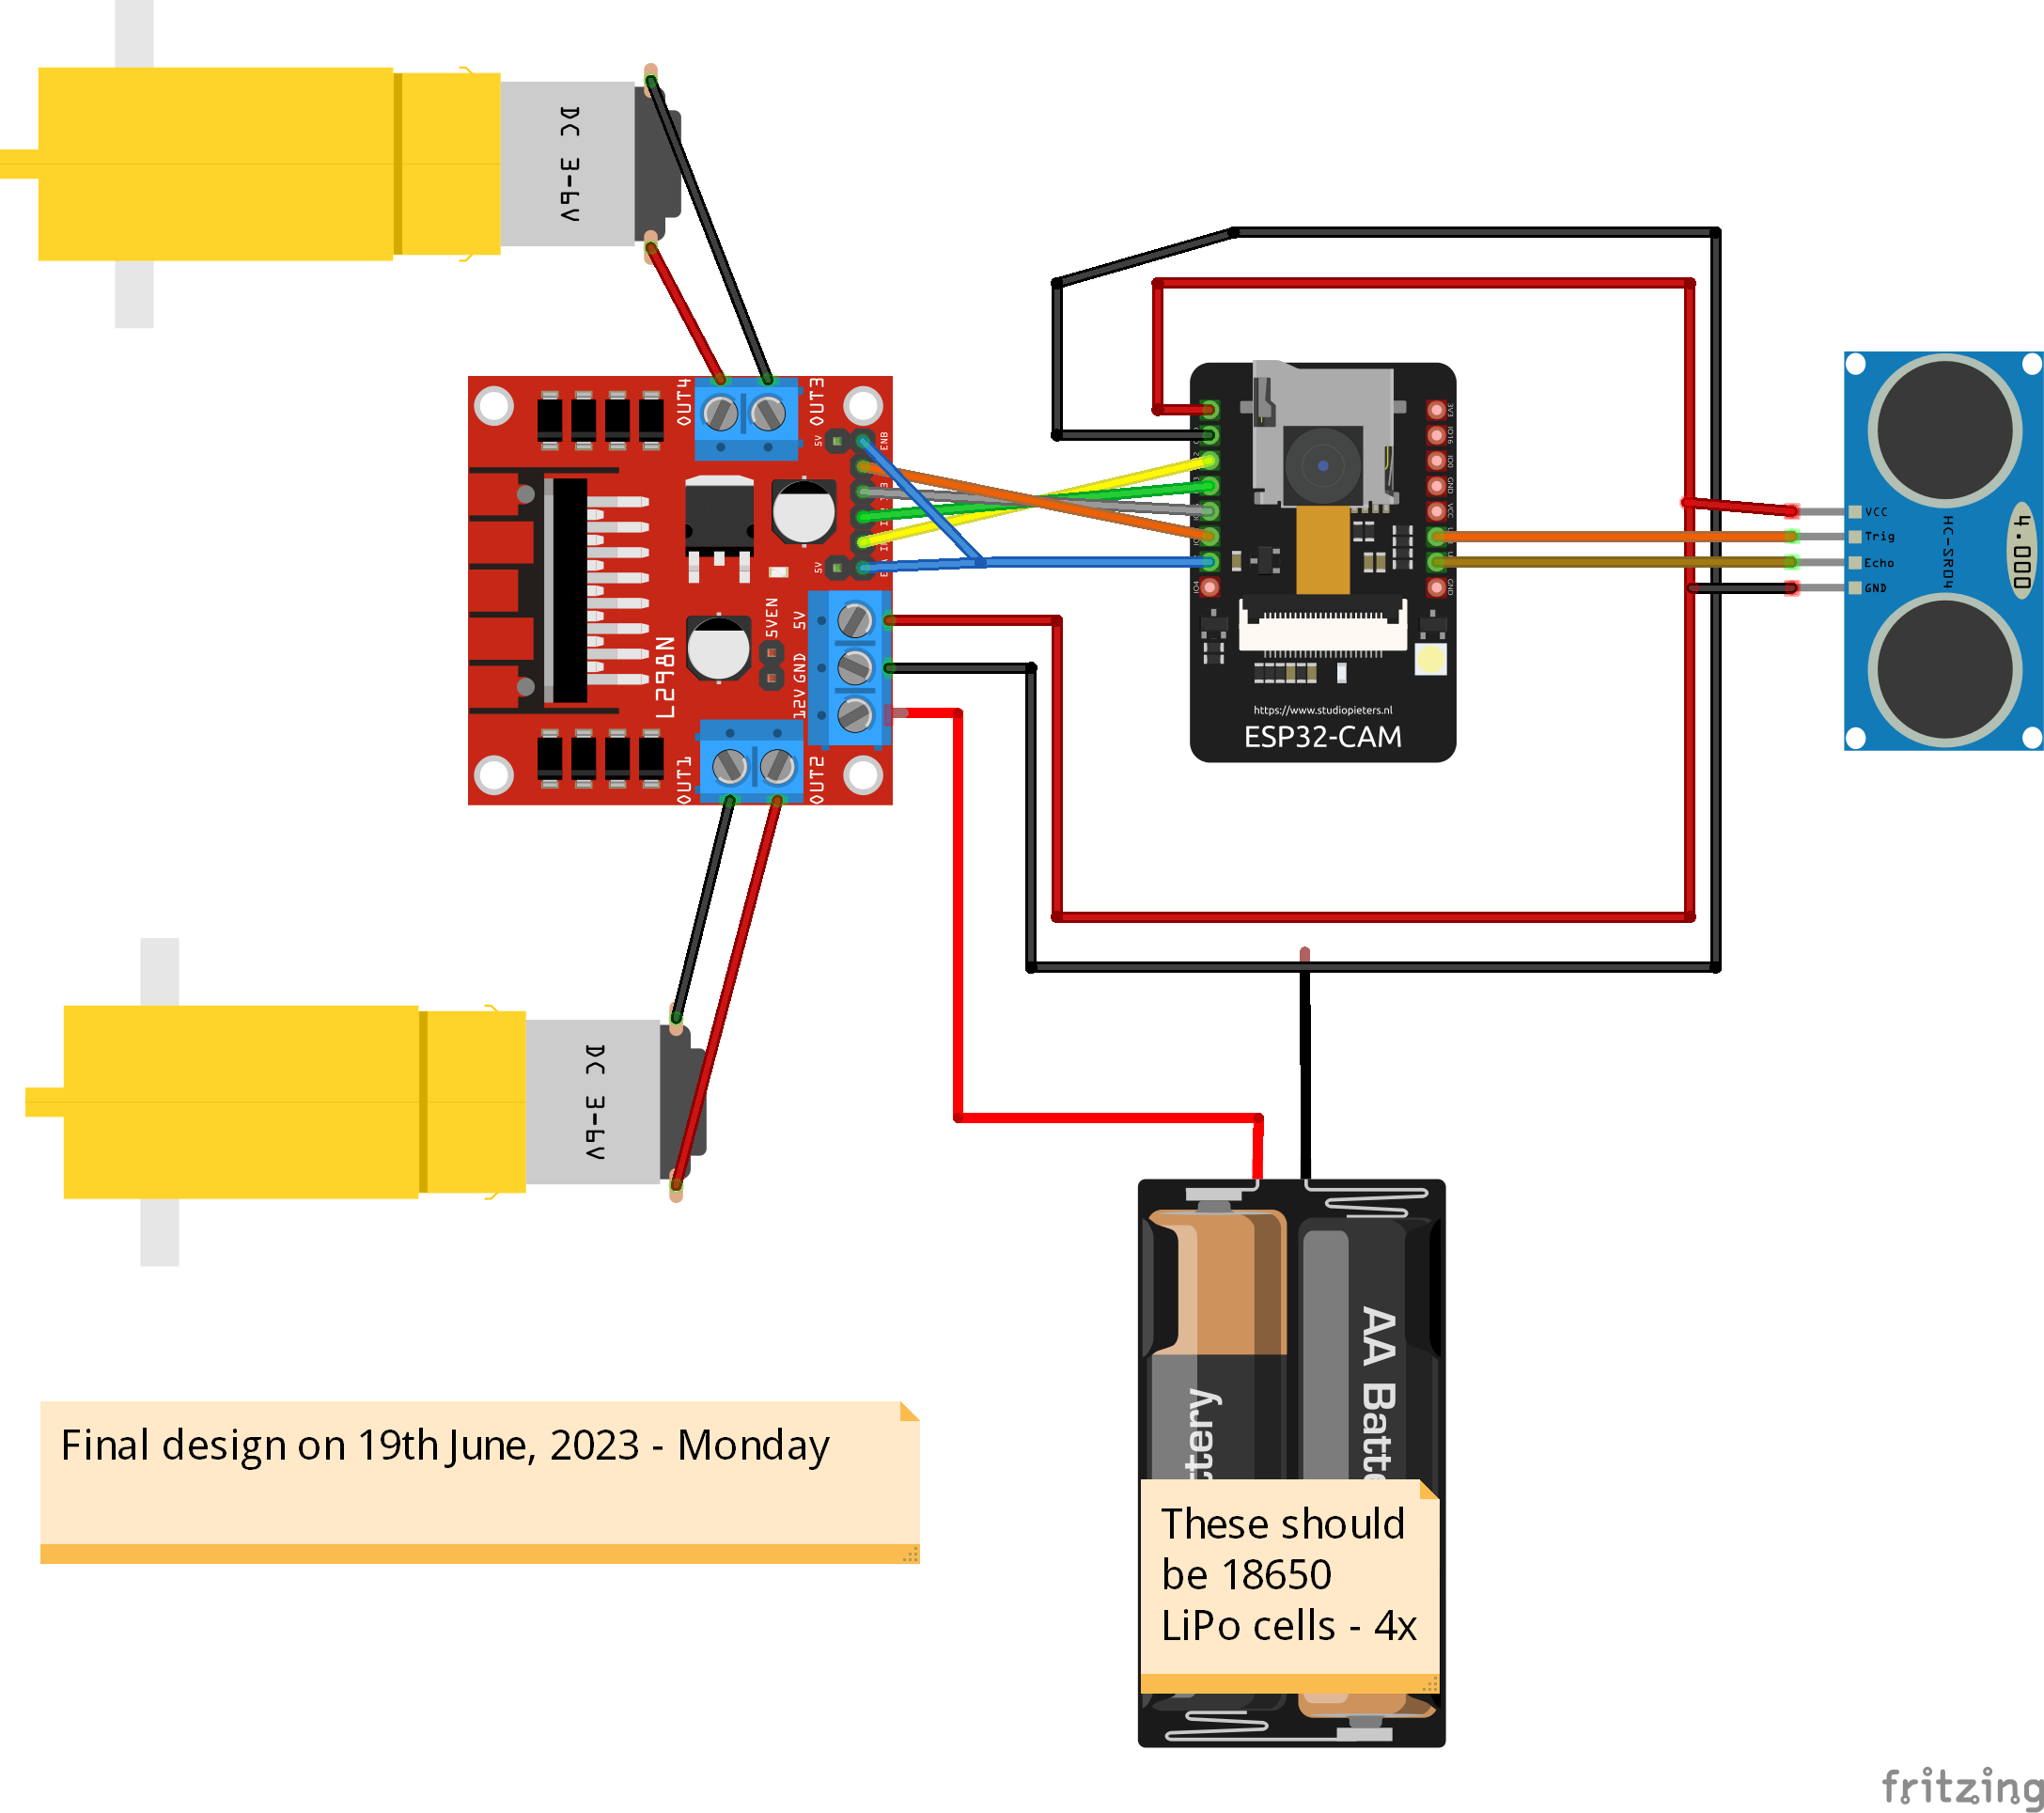 DC 3-6V
OUT4
OUT3
5V
ENB
3V3
IO16
IO0
GND
VCC
VCC
Trig
Echo
GND
HC-SR04
4.000
5V
IO4
GND
5VEN
5V
GND
12V
L298N
https://www.studiopieters.nl
ESP32-CAM
OUT1
OUT2
DC 3-6V
AA Batte
ttery
Final design on 19th June, 2023 - Monday
These should
be 18650
LiPo cells - 4x
fritzing